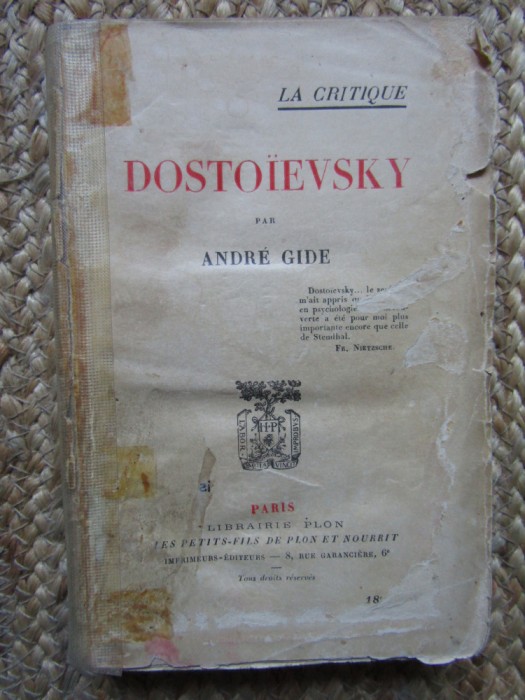 LA CRITIQUE
DOSTOÏEVSKY
PAR
ANDRÉ GIDE
Dostoïevsky... le
m'ait appris
en psychologie
verte a été pour moi plus
importante encore que celle
de Stendhal.
FR. NIETZSCHE
H·P
PARIS
LIBRAIRIE PLON
LES PETITS-FILS DE PLON ET NOURRIT
IMPRIMEURS-ÉDITEURS — 8, RUE GARANCIÈRE, 6ᵉ
Tous droits réservés
18